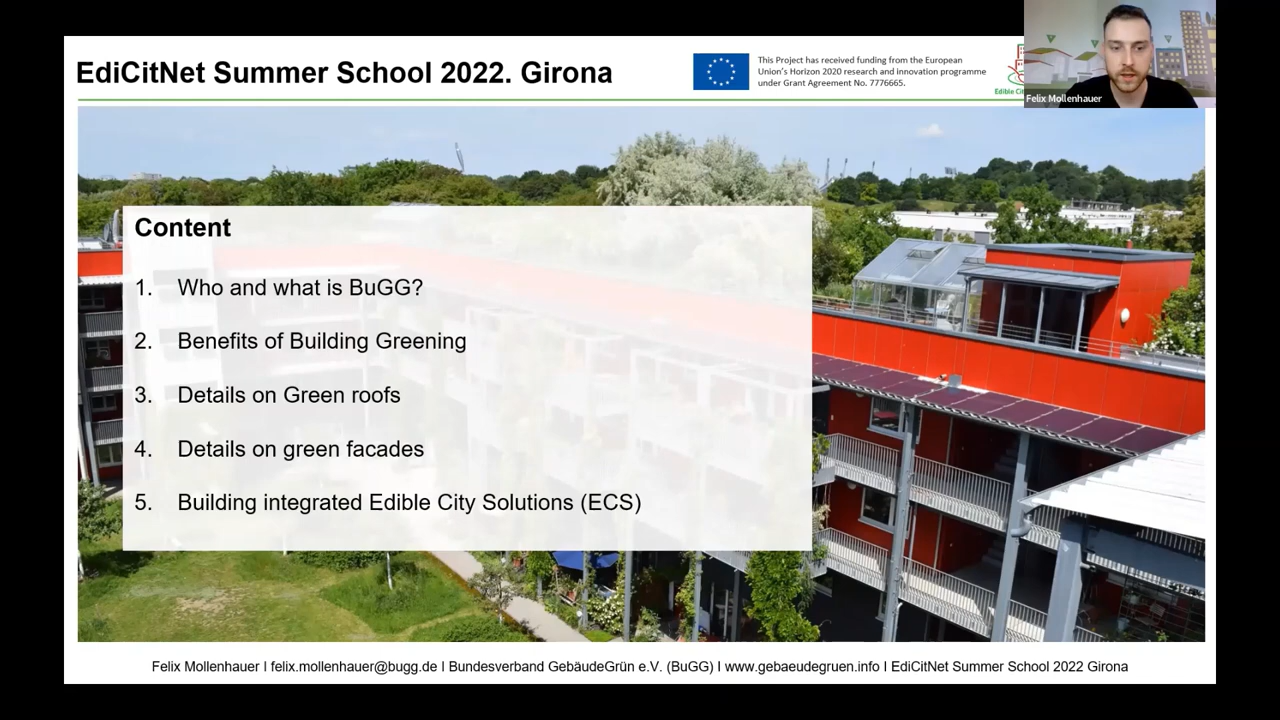 EdiCitNet Summer School 2022. Girona
This Project has received funding from the European
Union's Horizon 2020 research and innovation programme
under Grant Agreement No. 7776665.
Edible Ci
Felix Mollenhauer
Content
1. Who and what is BuGG?
2. Benefits of Building Greening
3. Details on Green roofs
4. Details on green facades
5. Building integrated Edible City Solutions (ECS)
Felix Mollenhauer I felix.mollenhauer@bugg.de I Bundesverband GebäudeGrün e.V. (BuGG) I www.gebaeudegruen.info I EdiCitNet Summer School 2022 Girona